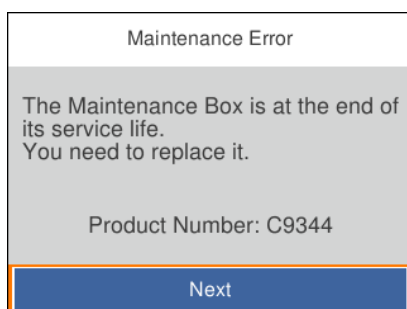 Maintenance Error
The Maintenance Box is at the end of
its service life.
You need to replace it.
Product Number: C9344
Next